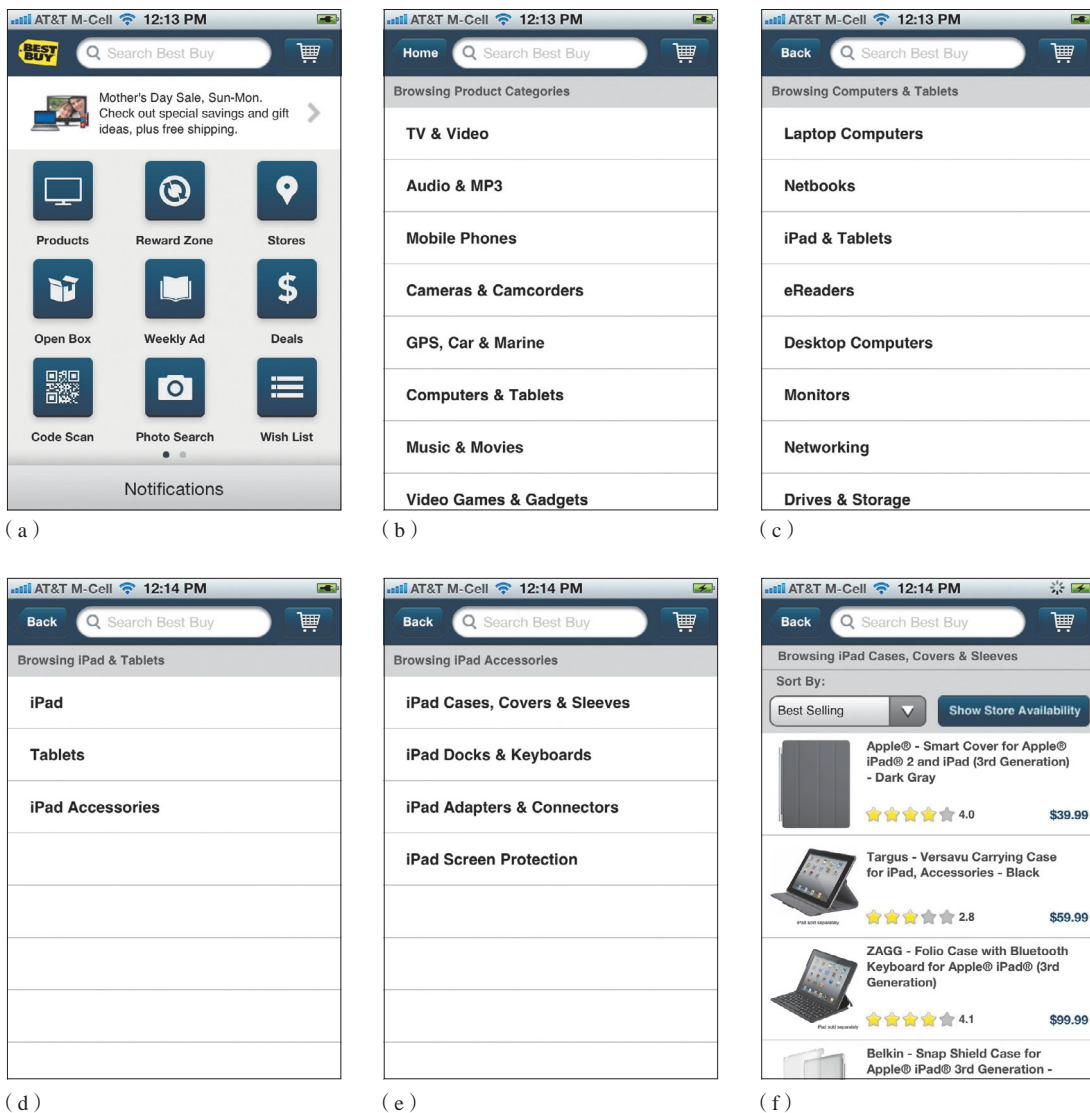 AT&T M-Cell 12:13 PM
BEST BUY
Search Best Buy
Mother's Day Sale, Sun-Mon.
Check out special savings and gift
ideas, plus free shipping.
Products Reward Zone Stores
Open Box Weekly Ad Deals
Code Scan Photo Search Wish List
Notifications
(a)
AT&T M-Cell 12:13 PM
Home Search Best Buy
Browsing Product Categories
TV & Video
Audio & MP3
Mobile Phones
Cameras & Camcorders
GPS, Car & Marine
Computers & Tablets
Music & Movies
Video Games & Gadgets
(b)
AT&T M-Cell 12:13 PM
Back Search Best Buy
Browsing Computers & Tablets
Laptop Computers
Netbooks
iPad & Tablets
eReaders
Desktop Computers
Monitors
Networking
Drives & Storage
(c)
AT&T M-Cell 12:14 PM
Back Search Best Buy
Browsing iPad & Tablets
iPad
Tablets
iPad Accessories
(d)
AT&T M-Cell 12:14 PM
Back Search Best Buy
Browsing iPad Accessories
iPad Cases, Covers & Sleeves
iPad Docks & Keyboards
iPad Adapters & Connectors
iPad Screen Protection
(e)
AT&T M-Cell 12:14 PM
Back Search Best Buy
Browsing iPad Cases, Covers & Sleeves
Sort By:
Best Selling Show Store Availability
Apple® - Smart Cover for Apple®
iPad® 2 and iPad (3rd Generation)
- Dark Gray
4.0 $39.99
Targus - Versavu Carrying Case
for iPad, Accessories - Black
iPad sold separately
2.8 $59.99
ZAGG - Folio Case with Bluetooth
Keyboard for Apple® iPad® (3rd
Generation)
iPad sold separately
4.1 $99.99
Belkin - Snap Shield Case for
Apple® iPad® 3rd Generation -
(f)